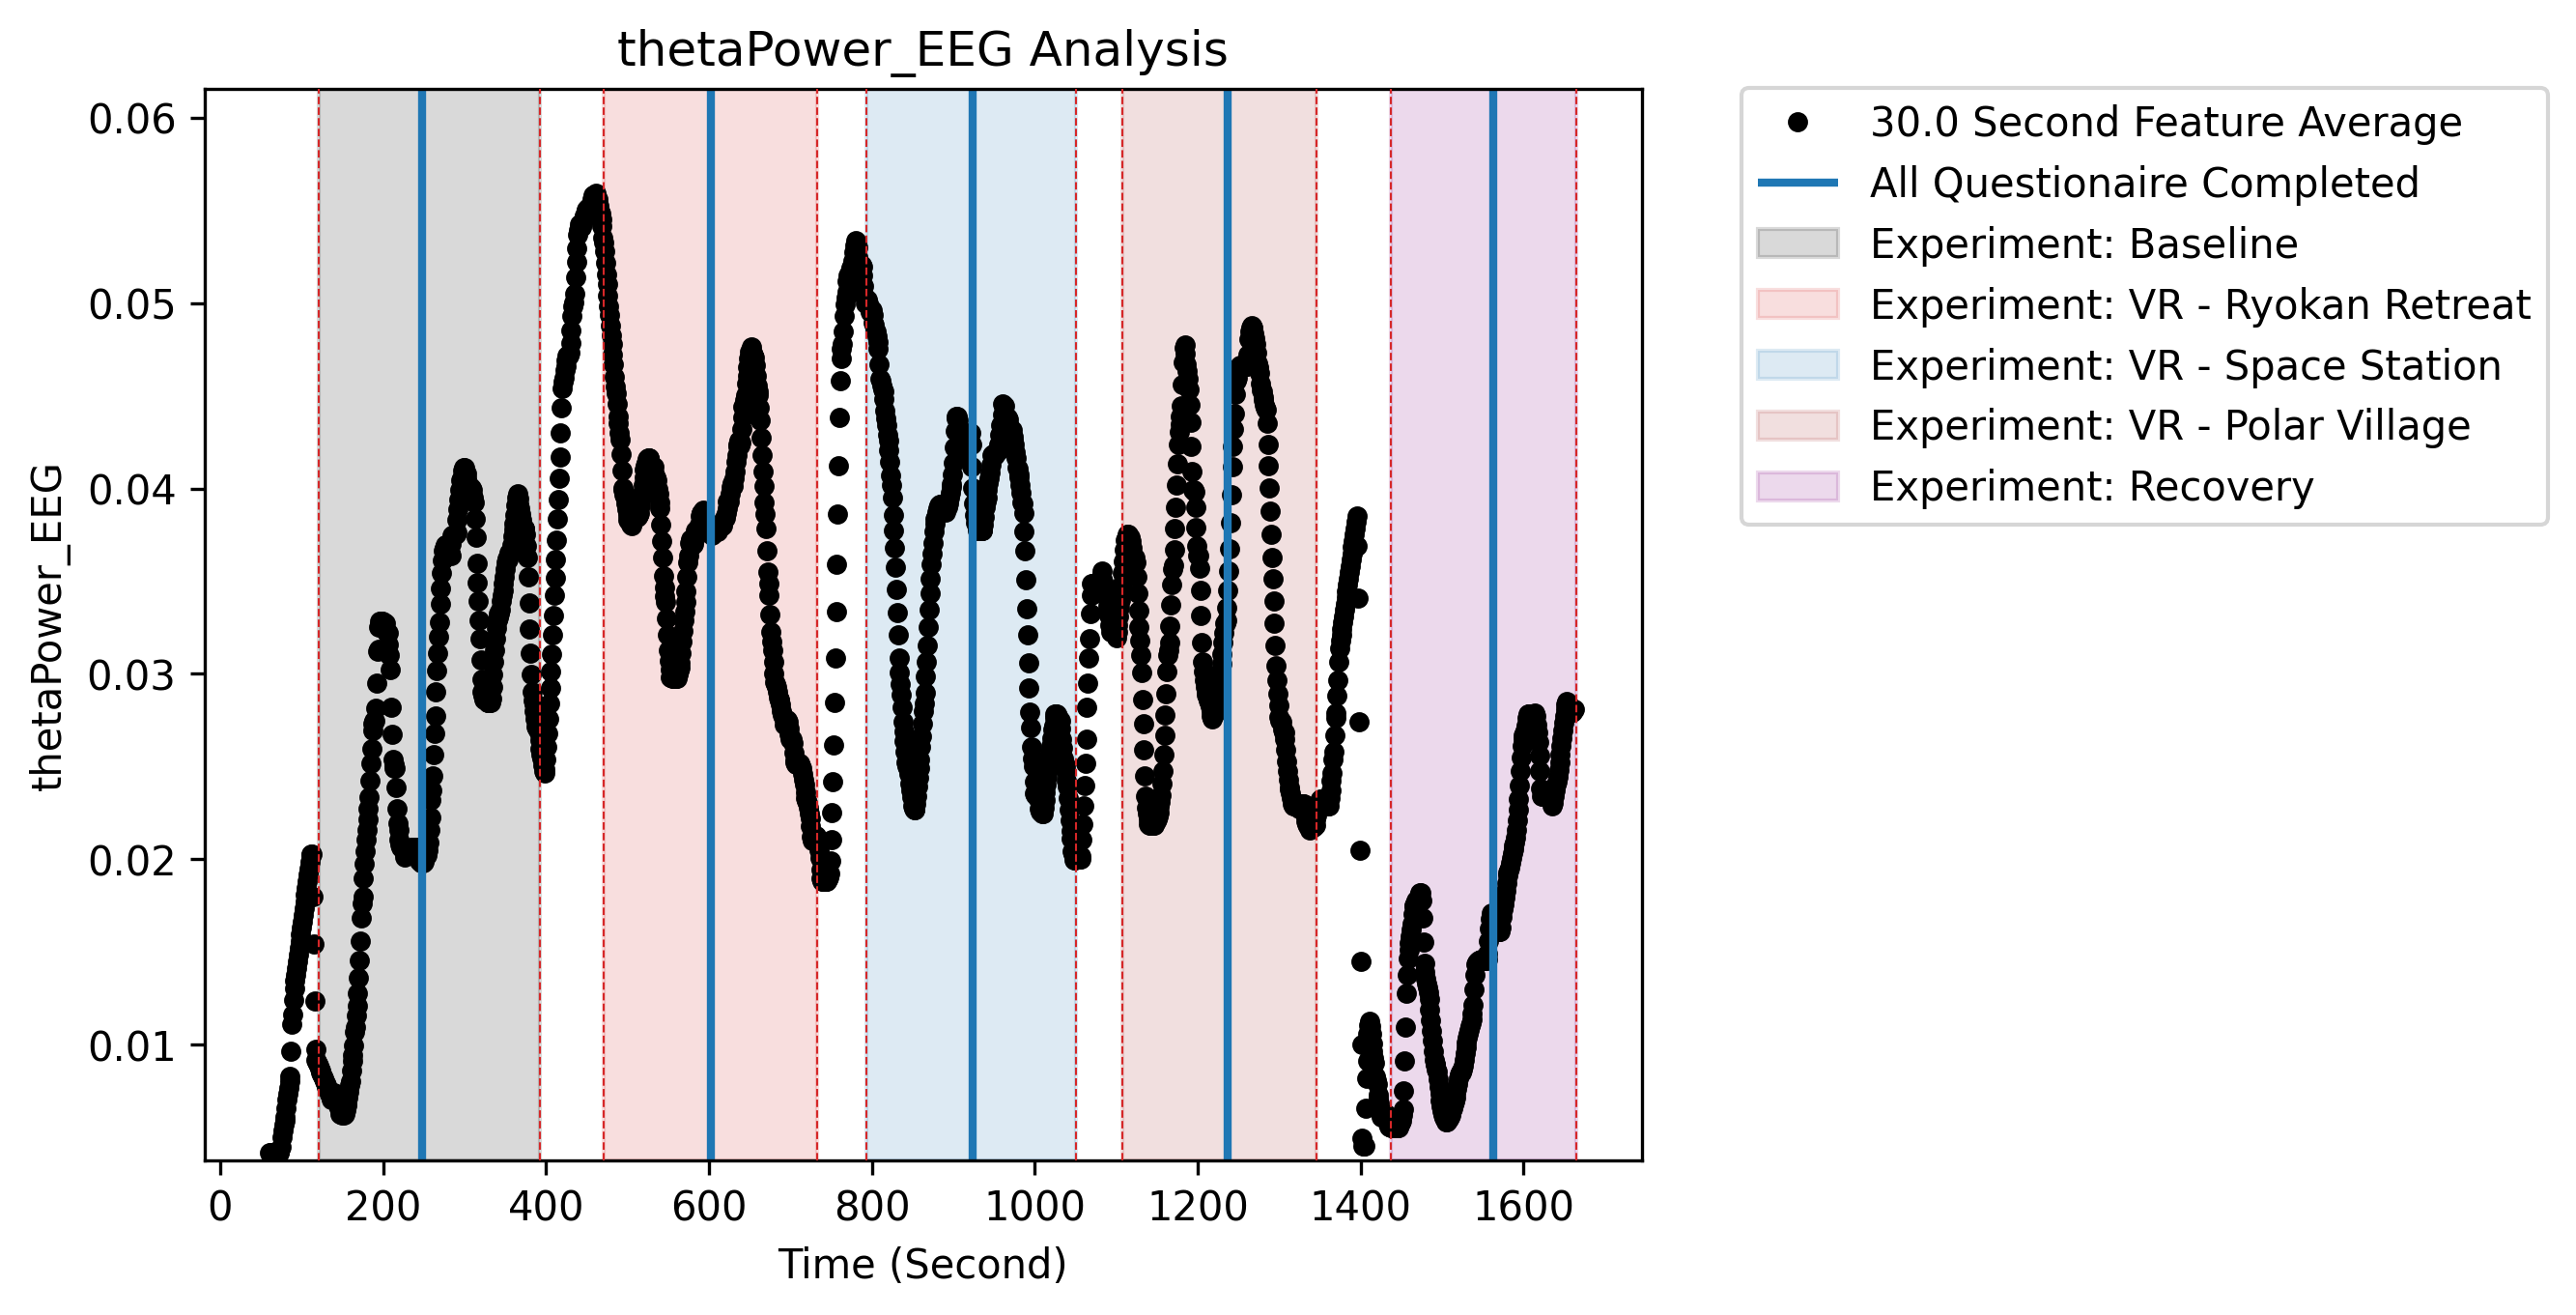 thetaPower_EEG Analysis
0.06
0.05
0.04
0.03
0.02
0.01
thetaPower_EEG
0 200 400 600 800 1000 1200 1400 1600
Time (Second)
30.0 Second Feature Average
All Questionaire Completed
Experiment: Baseline
Experiment: VR - Ryokan Retreat
Experiment: VR - Space Station
Experiment: VR - Polar Village
Experiment: Recovery